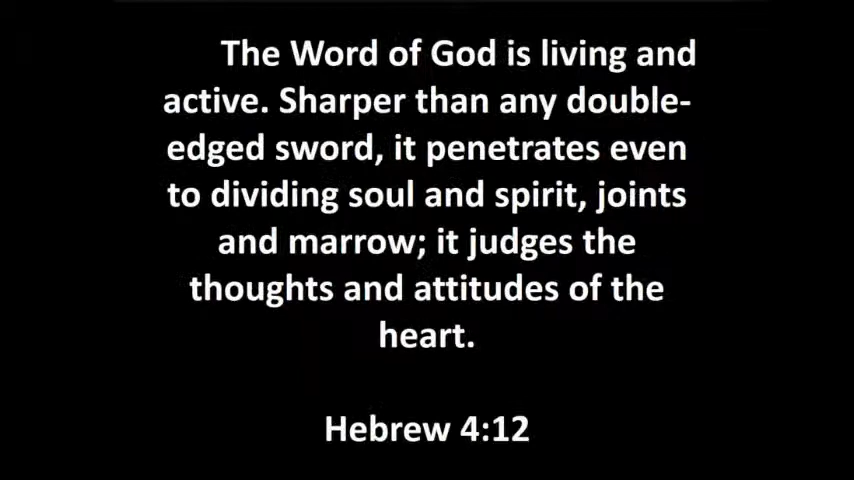 The Word of God is living and
active. Sharper than any double-
edged sword, it penetrates even
to dividing soul and spirit, joints
and marrow; it judges the
thoughts and attitudes of the
heart.
Hebrew 4:12